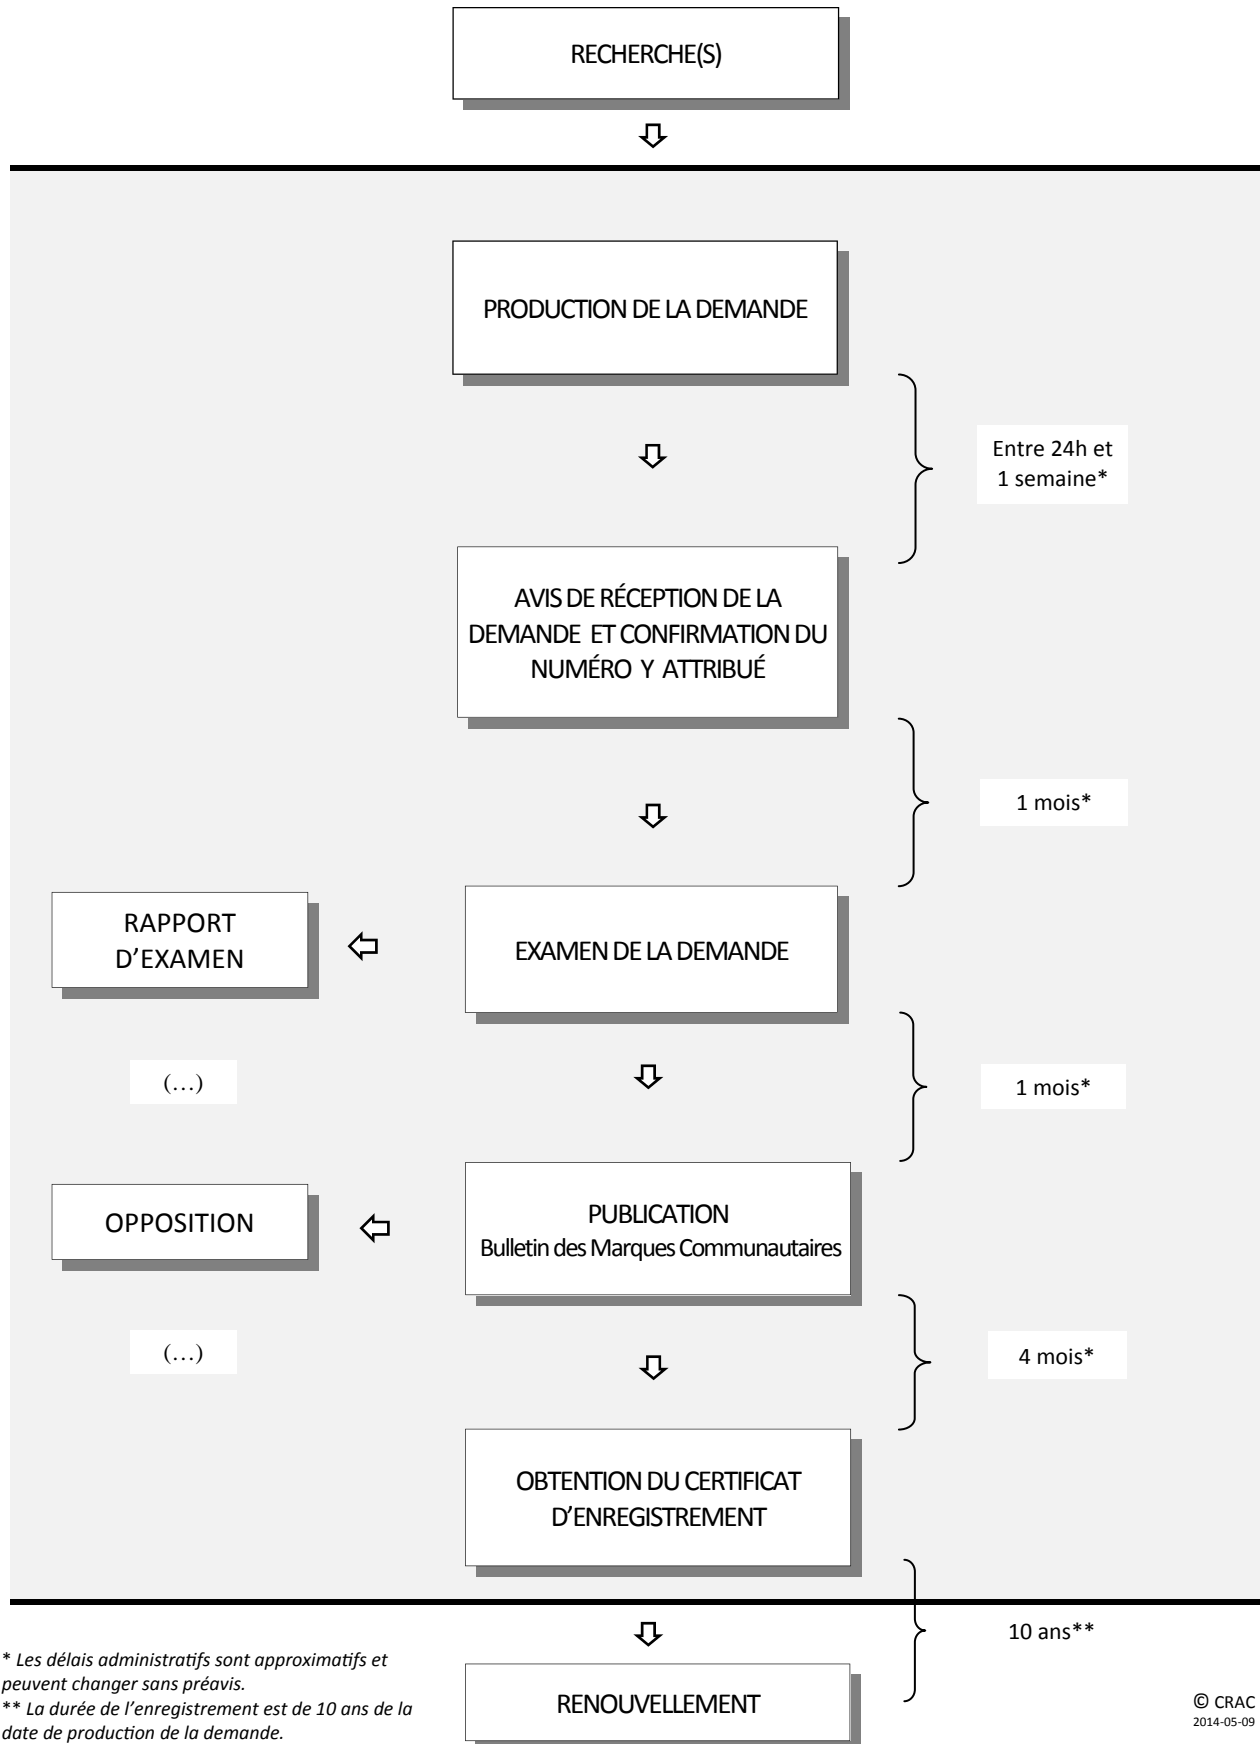 RECHERCHE(S)
PRODUCTION DE LA DEMANDE
Entre 24h et
1 semaine*
AVIS DE RÉCEPTION DE LA
DEMANDE ET CONFIRMATION DU
NUMÉRO Y ATTRIBUÉ
1 mois*
RAPPORT
D’EXAMEN
EXAMEN DE LA DEMANDE
(…)
1 mois*
OPPOSITION
PUBLICATION
Bulletin des Marques Communautaires
(…)
4 mois*
OBTENTION DU CERTIFICAT
D’ENREGISTREMENT
10 ans**
RENOUVELLEMENT
* Les délais administratifs sont approximatifs et
peuvent changer sans préavis.
** La durée de l’enregistrement est de 10 ans de la
date de production de la demande.
© CRAC
2014-05-09